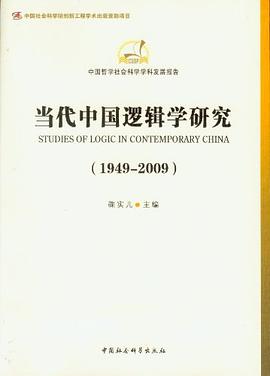 中国社会科学院创新工程学术出版资助项目
中国哲学社会科学学科发展报告
当代中国逻辑学研究
STUDIES OF LOGIC IN CONTEMPORARY CHINA
(1949-2009)
主编
中国社会科学出版社